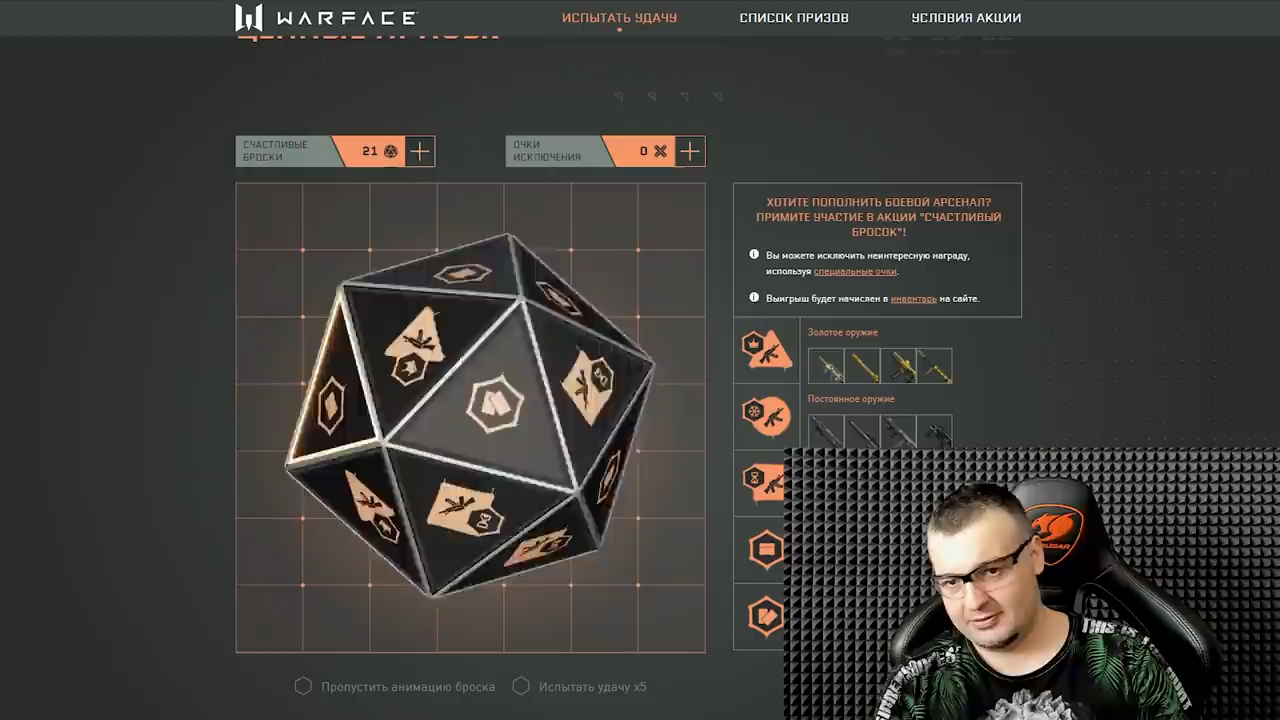 WARFACE
ИСПЫТАТЬ УДАЧУ
СПИСОК ПРИЗОВ
УСЛОВИЯ АКЦИИ
СЧАСТЛИВЫЕ
БРОСКИ
21
ОЧКИ
ИСКЛЮЧЕНИЯ
0
ХОТИТЕ ПОПОЛНИТЬ БОЕВОЙ АРСЕНАЛ?
ПРИМИТЕ УЧАСТИЕ В АКЦИИ "СЧАСТЛИВЫЙ
БРОСОК"!
Вы можете исключить неинтересную награду,
используя специальные очки.
Выигрыш будет начислен в инвентарь на сайте.
Золотое оружие
Постоянное оружие
Пропустить анимацию броска
Испытать удачу x5
THIS IS